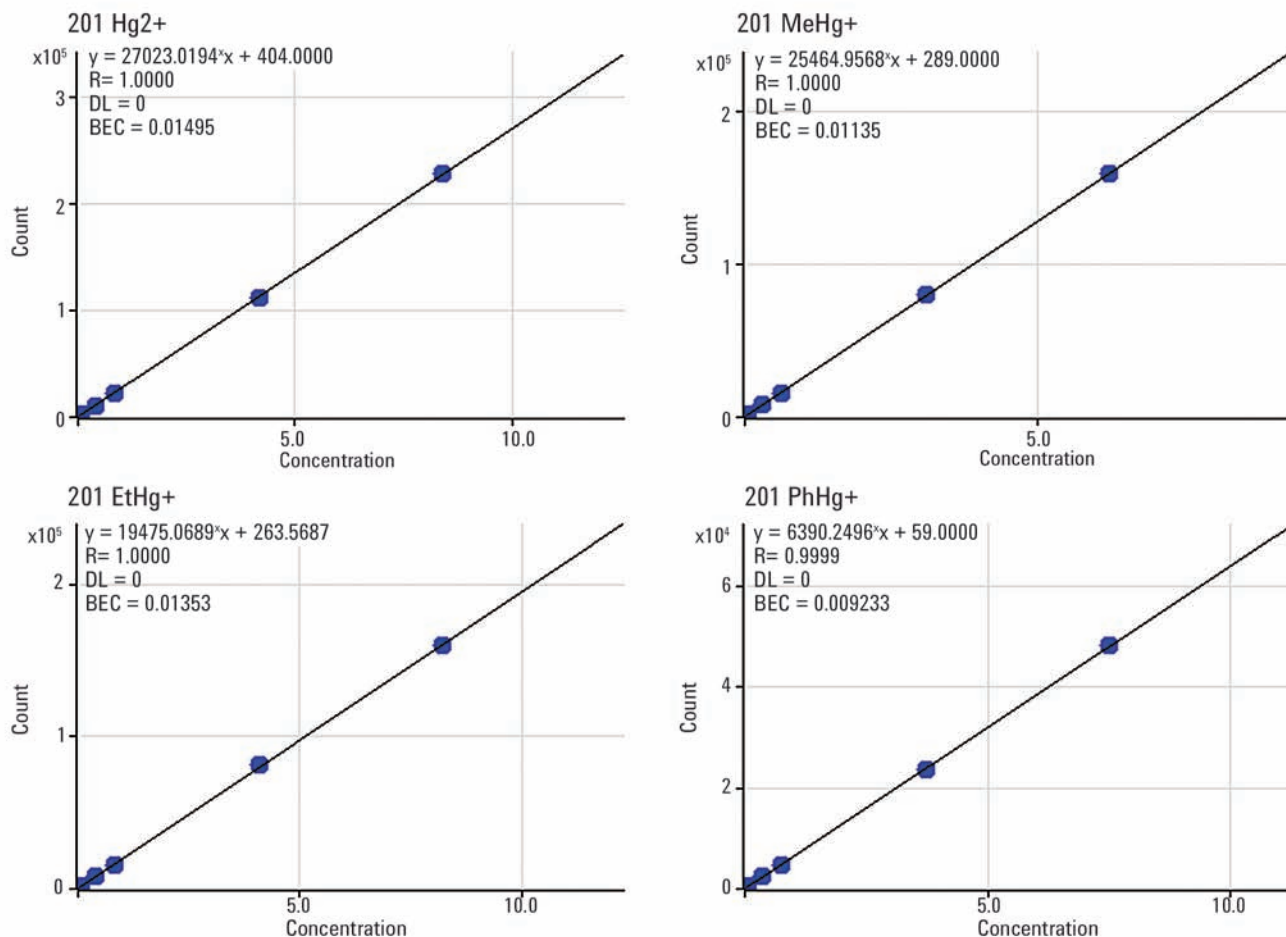 201 Hg2+
x10⁵
y = 27023.0194ˣx + 404.0000
R= 1.0000
DL = 0
BEC = 0.01495
3
2
1
0
Count
5.0
10.0
Concentration
201 MeHg+
x10⁵
y = 25464.9568ˣx + 289.0000
R= 1.0000
DL = 0
BEC = 0.01135
2
1
0
Count
5.0
Concentration
201 EtHg+
x10⁵
y = 19475.0689ˣx + 263.5687
R= 1.0000
DL = 0
BEC = 0.01353
2
1
0
Count
5.0
10.0
Concentration
201 PhHg+
x10⁴
y = 6390.2496ˣx + 59.0000
R= 0.9999
DL = 0
BEC = 0.009233
6
4
2
0
Count
5.0
10.0
Concentration